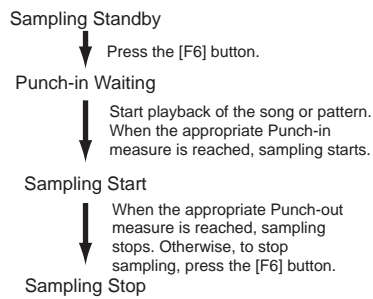 Sampling Standby
Press the [F6] button.
Punch-in Waiting
Start playback of the song or pattern.
When the appropriate Punch-in
measure is reached, sampling starts.
Sampling Start
When the appropriate Punch-out
measure is reached, sampling
stops. Otherwise, to stop
sampling, press the [F6] button.
Sampling Stop